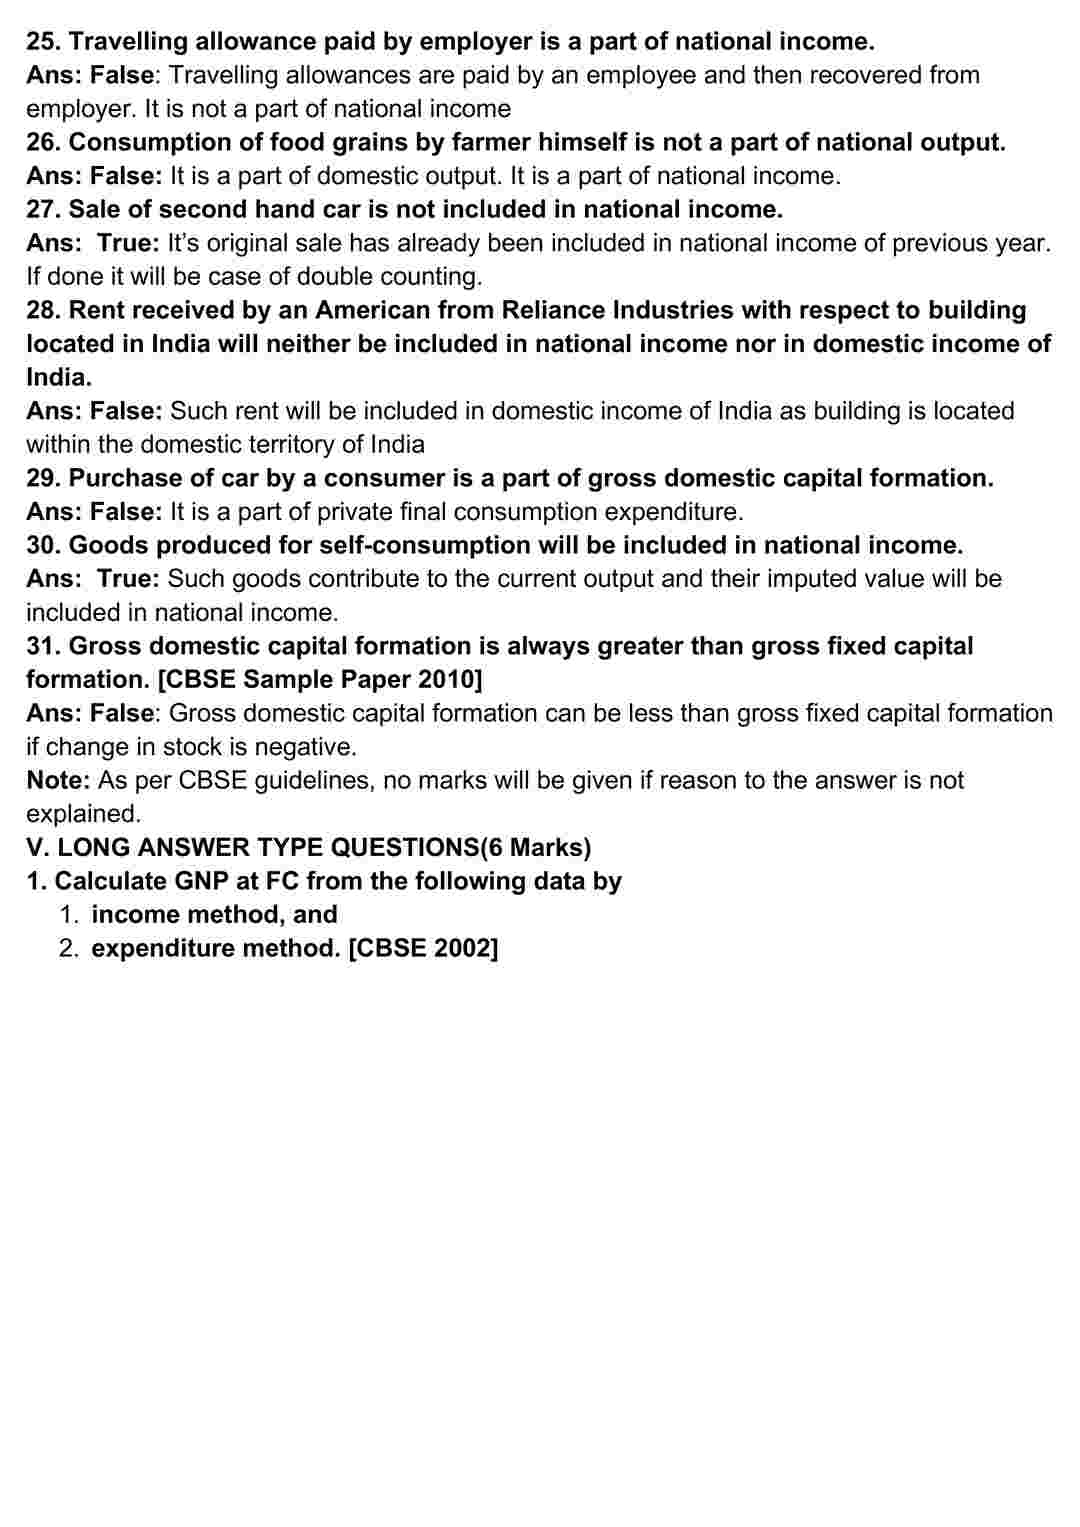 25. Travelling allowance paid by employer is a part of national income.
Ans: False: Travelling allowances are paid by an employee and then recovered from
employer. It is not a part of national income
26. Consumption of food grains by farmer himself is not a part of national output.
Ans: False: It is a part of domestic output. It is a part of national income.
27. Sale of second hand car is not included in national income.
Ans:  True: It’s original sale has already been included in national income of previous year.
If done it will be case of double counting.
28. Rent received by an American from Reliance Industries with respect to building
located in India will neither be included in national income nor in domestic income of
India.
Ans: False: Such rent will be included in domestic income of India as building is located
within the domestic territory of India
29. Purchase of car by a consumer is a part of gross domestic capital formation.
Ans: False: It is a part of private final consumption expenditure.
30. Goods produced for self-consumption will be included in national income.
Ans:  True: Such goods contribute to the current output and their imputed value will be
included in national income.
31. Gross domestic capital formation is always greater than gross fixed capital
formation. [CBSE Sample Paper 2010]
Ans: False: Gross domestic capital formation can be less than gross fixed capital formation
if change in stock is negative.
Note: As per CBSE guidelines, no marks will be given if reason to the answer is not
explained.
V. LONG ANSWER TYPE QUESTIONS(6 Marks)
1. Calculate GNP at FC from the following data by
1. income method, and
2. expenditure method. [CBSE 2002]